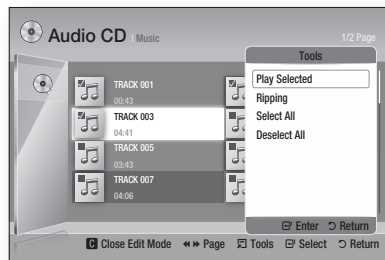 Audio CD | Music
1/2 Page
Tools
Play Selected
Ripping
Select All
Deselect All
Enter Return
TRACK 001
00:43
TRACK 003
04:41
TRACK 005
03:43
TRACK 007
04:06
C Close Edit Mode Page Tools Select Return